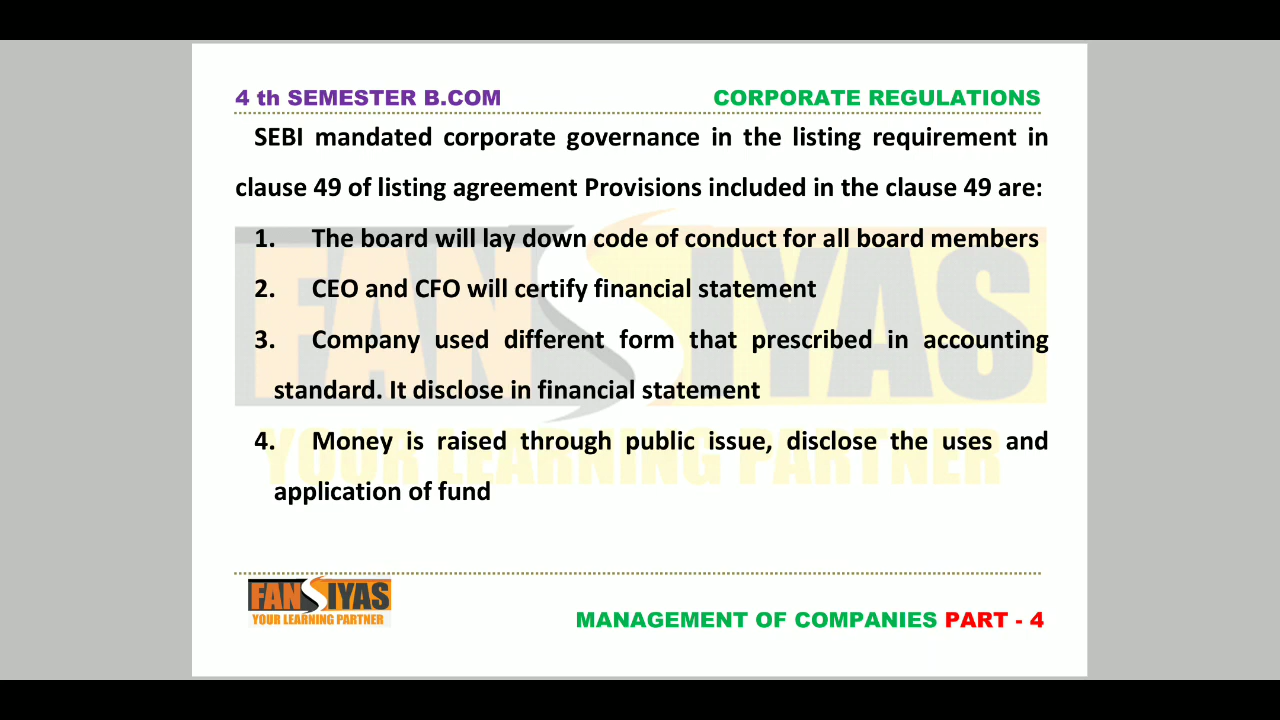 4 th SEMESTER B.COM CORPORATE REGULATIONS
SEBI mandated corporate governance in the listing requirement in
clause 49 of listing agreement Provisions included in the clause 49 are:
1. The board will lay down code of conduct for all board members
2. CEO and CFO will certify financial statement
3. Company used different form that prescribed in accounting
standard. It disclose in financial statement
4. Money is raised through public issue, disclose the uses and
application of fund
FANSIYAS
YOUR LEARNING PARTNER
FANSIYAS
YOUR LEARNING PARTNER
MANAGEMENT OF COMPANIES PART - 4